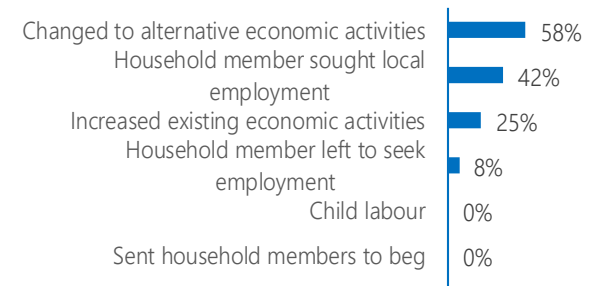 Changed to alternative economic activities 58%
Household member sought local
employment 42%
Increased existing economic activities 25%
Household member left to seek
employment 8%
Child labour 0%
Sent household members to beg 0%